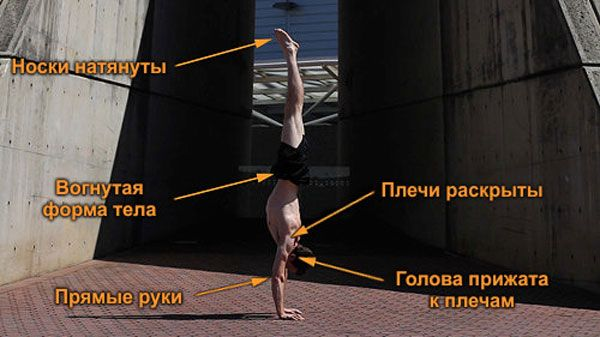 Носки натянуты
Вогнутая
форма тела
Плечи раскрыты
Прямые руки
Голова прижата
к плечам